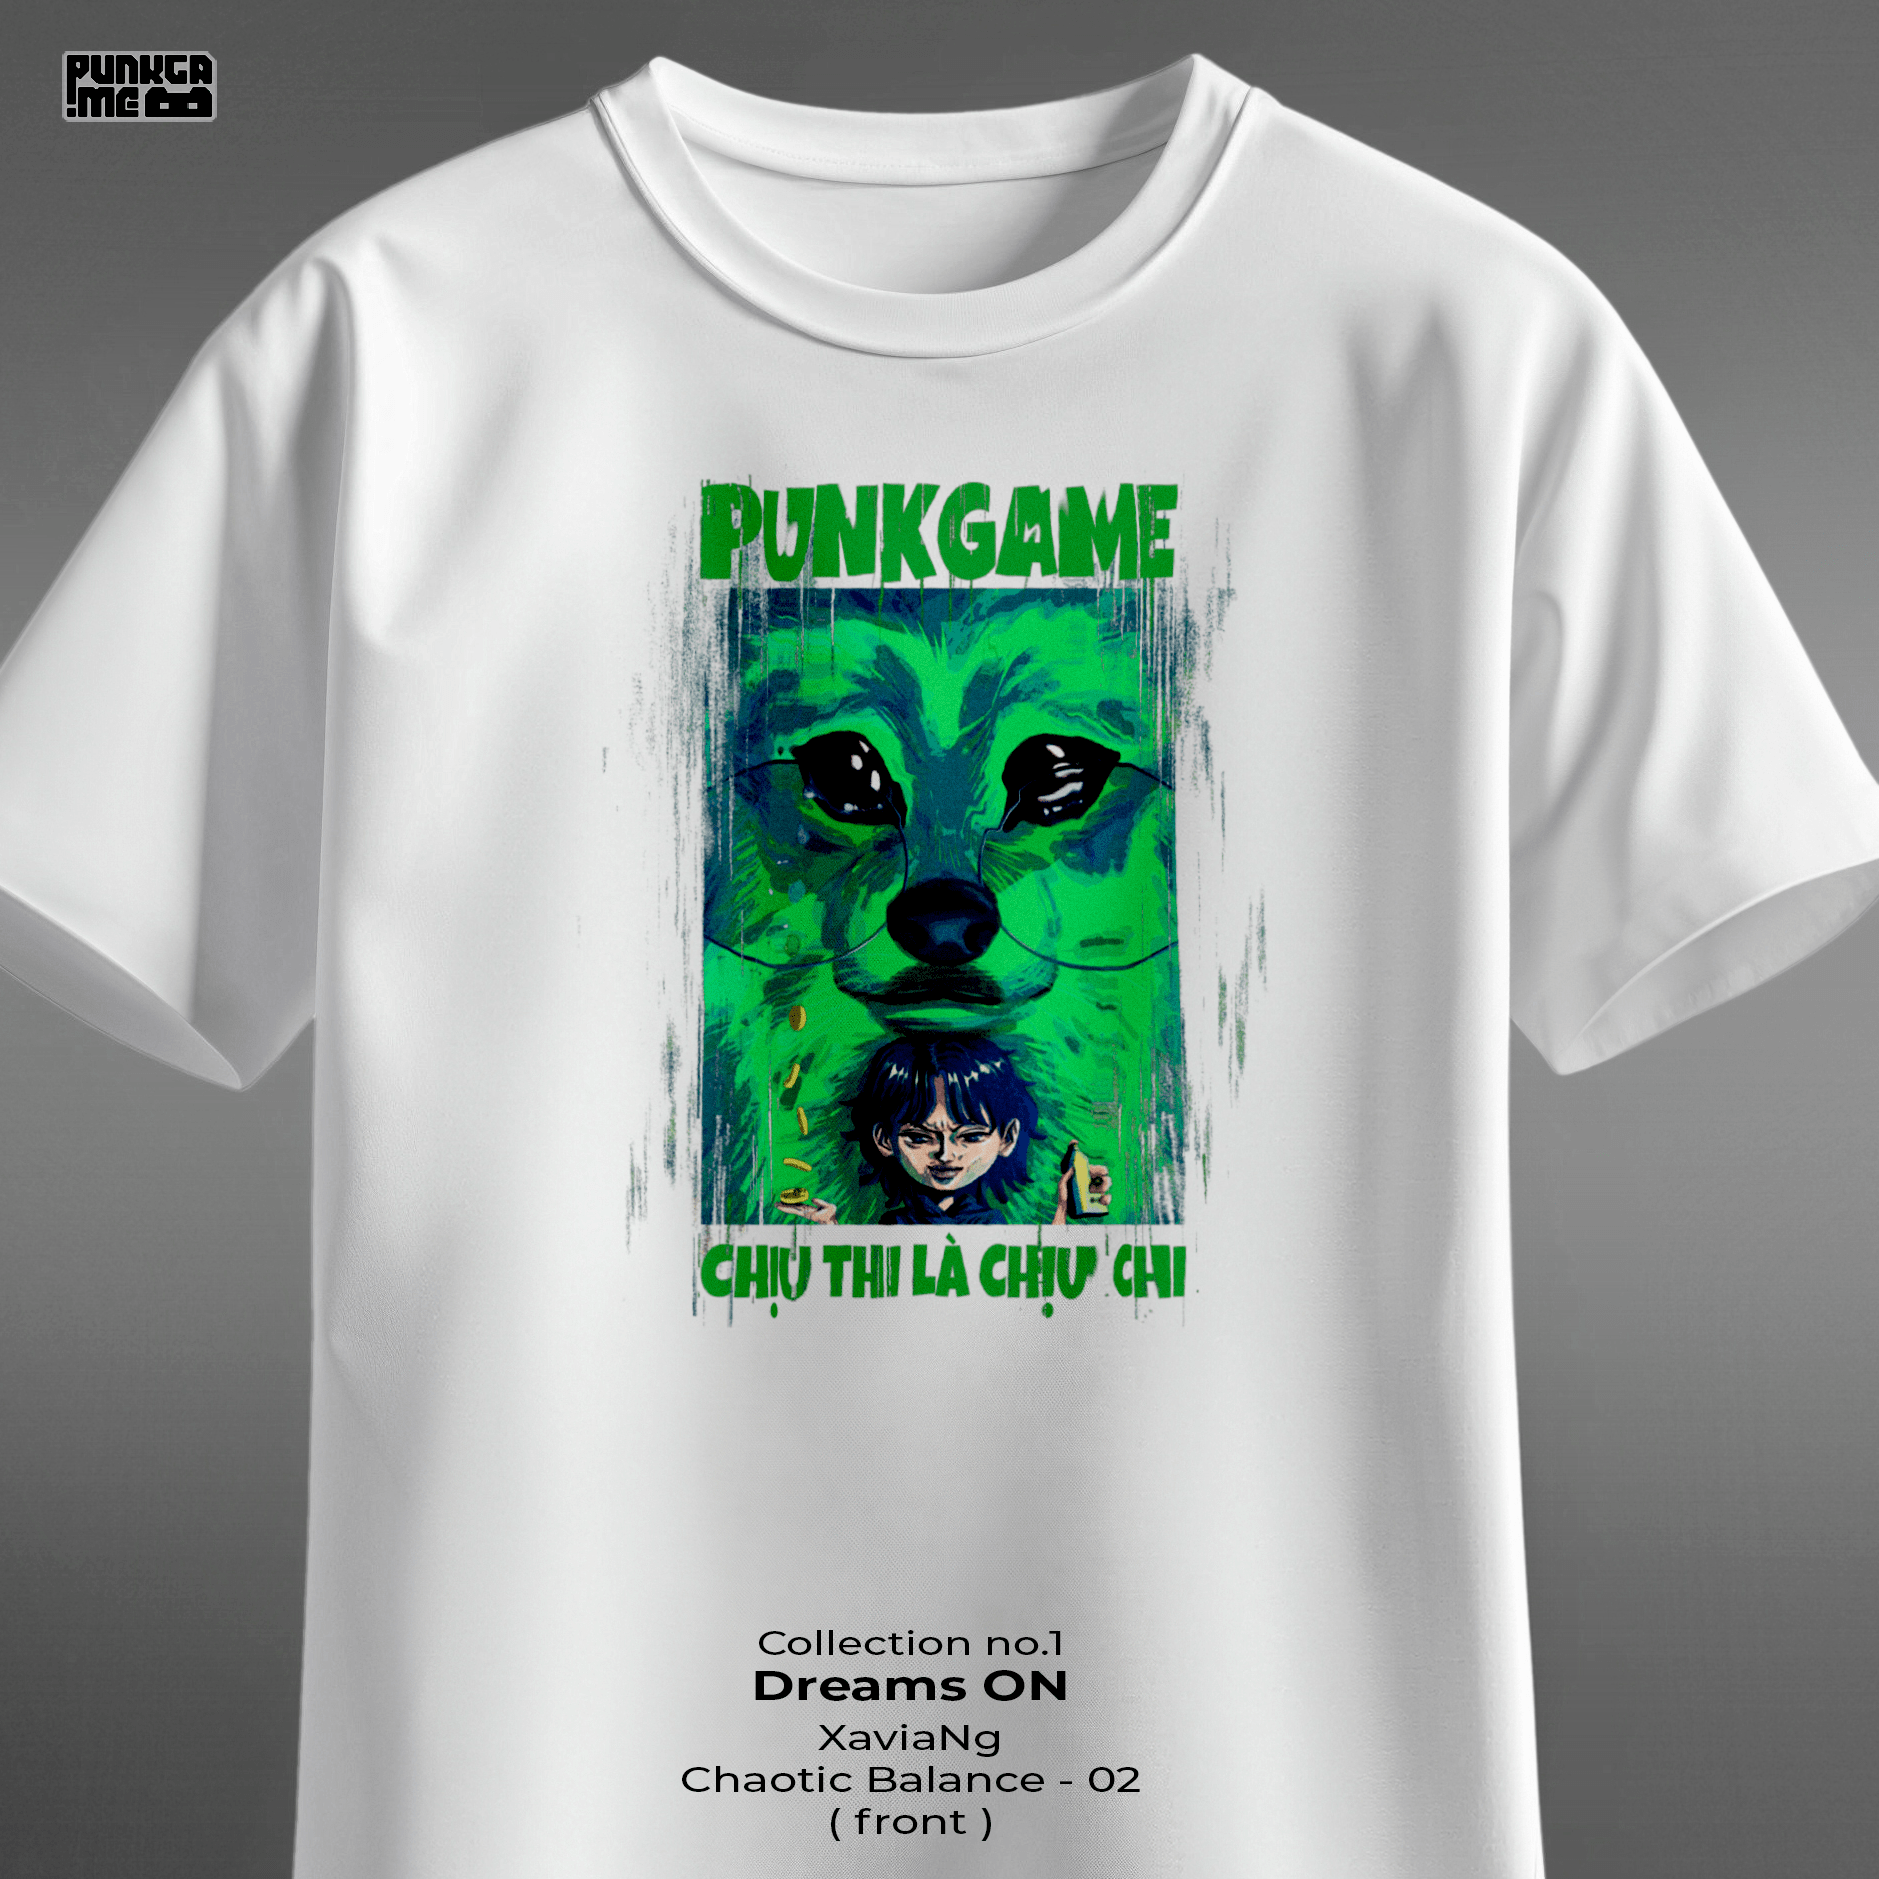 PUNKGA
.ME
PUNKGAME
CHỊU THI LÀ CHỊU CHI
Collection no.1
Dreams ON
XaviaNg
Chaotic Balance - 02
( front )